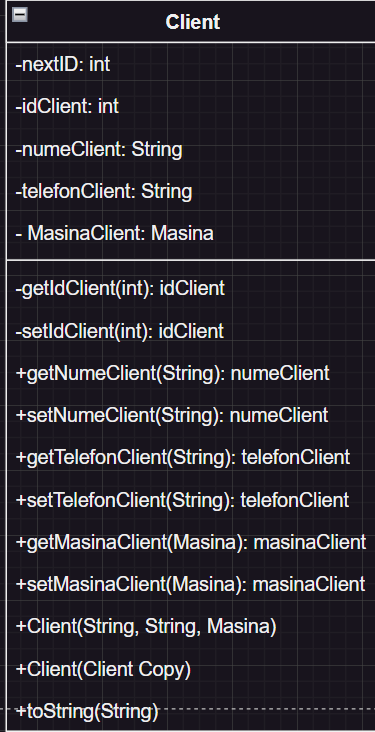 Client
-nextID: int
-idClient: int
-numeClient: String
-telefonClient: String
- MasinaClient: Masina
-getIdClient(int): idClient
-setIdClient(int): idClient
+getNumeClient(String): numeClient
+setNumeClient(String): numeClient
+getTelefonClient(String): telefonClient
+setTelefonClient(String): telefonClient
+getMasinaClient(Masina): masinaClient
+setMasinaClient(Masina): masinaClient
+Client(String, String, Masina)
+Client(Client Copy)
+toString(String)